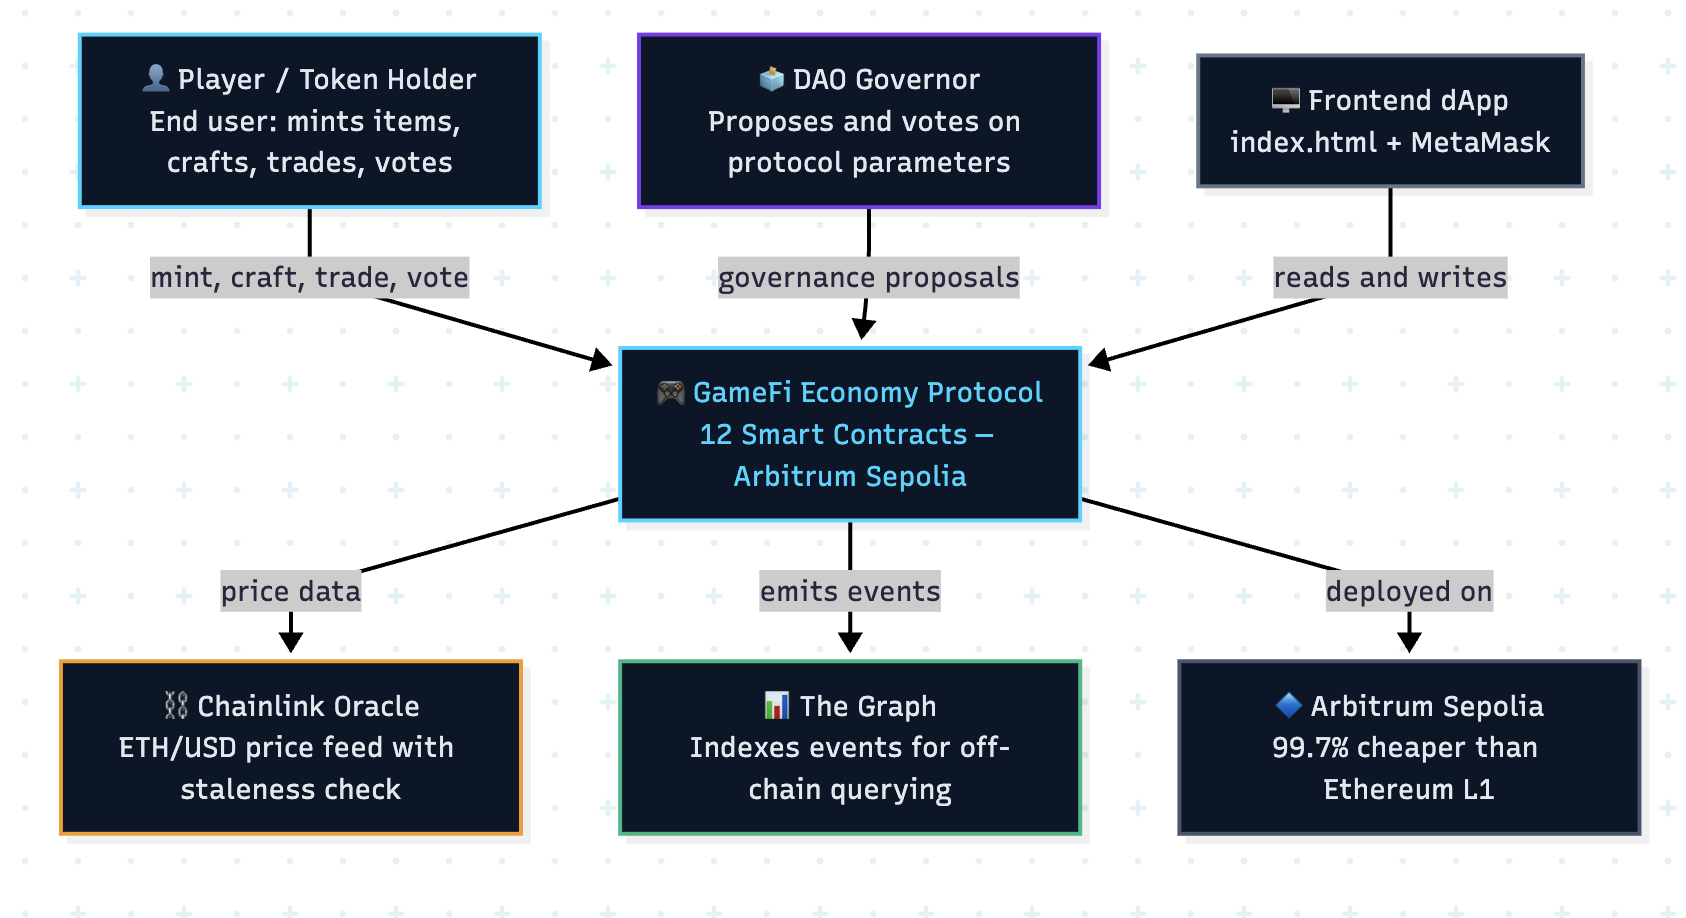 Player / Token Holder
End user: mints items,
crafts, trades, votes
DAO Governor
Proposes and votes on
protocol parameters
Frontend dApp
index.html + MetaMask
mint, craft, trade, vote
governance proposals
reads and writes
GameFi Economy Protocol
12 Smart Contracts —
Arbitrum Sepolia
price data
emits events
deployed on
Chainlink Oracle
ETH/USD price feed with
staleness check
The Graph
Indexes events for off-
chain querying
Arbitrum Sepolia
99.7% cheaper than
Ethereum L1